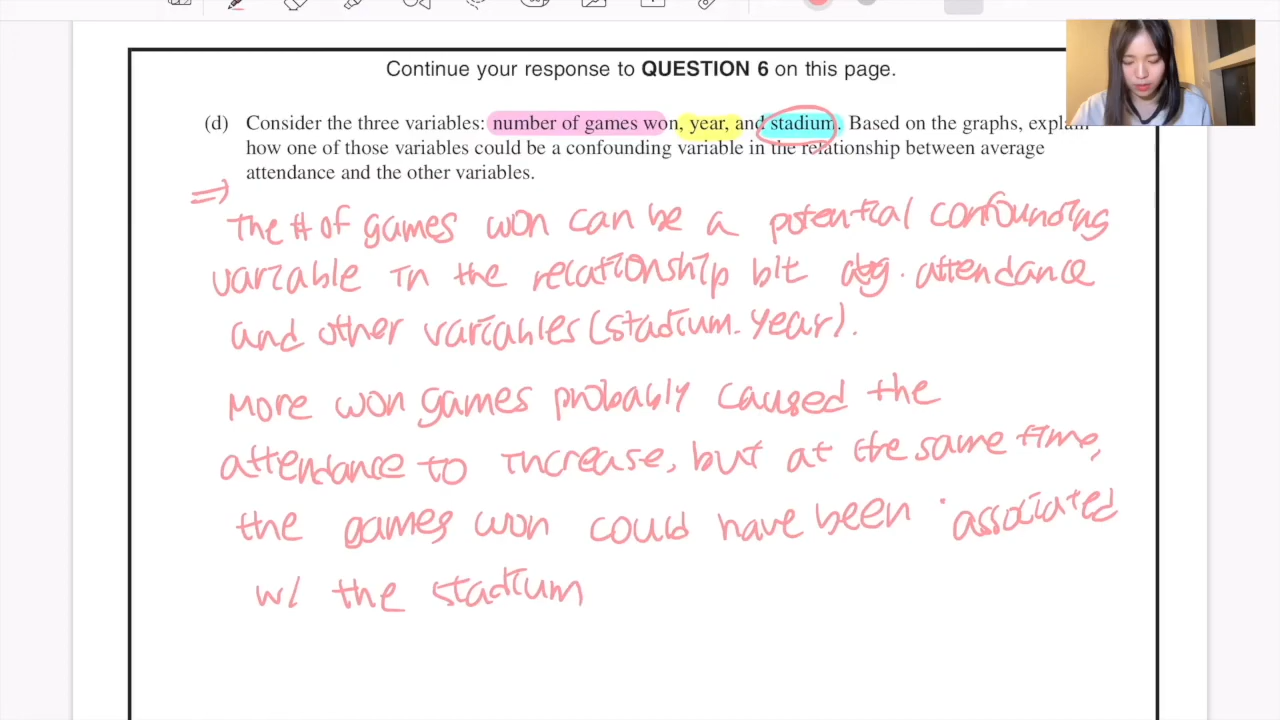 Continue your response to QUESTION 6 on this page.
(d) Consider the three variables: number of games won, year, and stadium. Based on the graphs, explain
how one of those variables could be a confounding variable in the relationship between average
attendance and the other variables.
=> The # of games won can be a potential confounding
variable in the relationship b/t avg. attendance
and other variables (stadium. year).
More won games probably caused the
attendance to increase, but at the same time,
the games won could have been associated
w/ the stadium